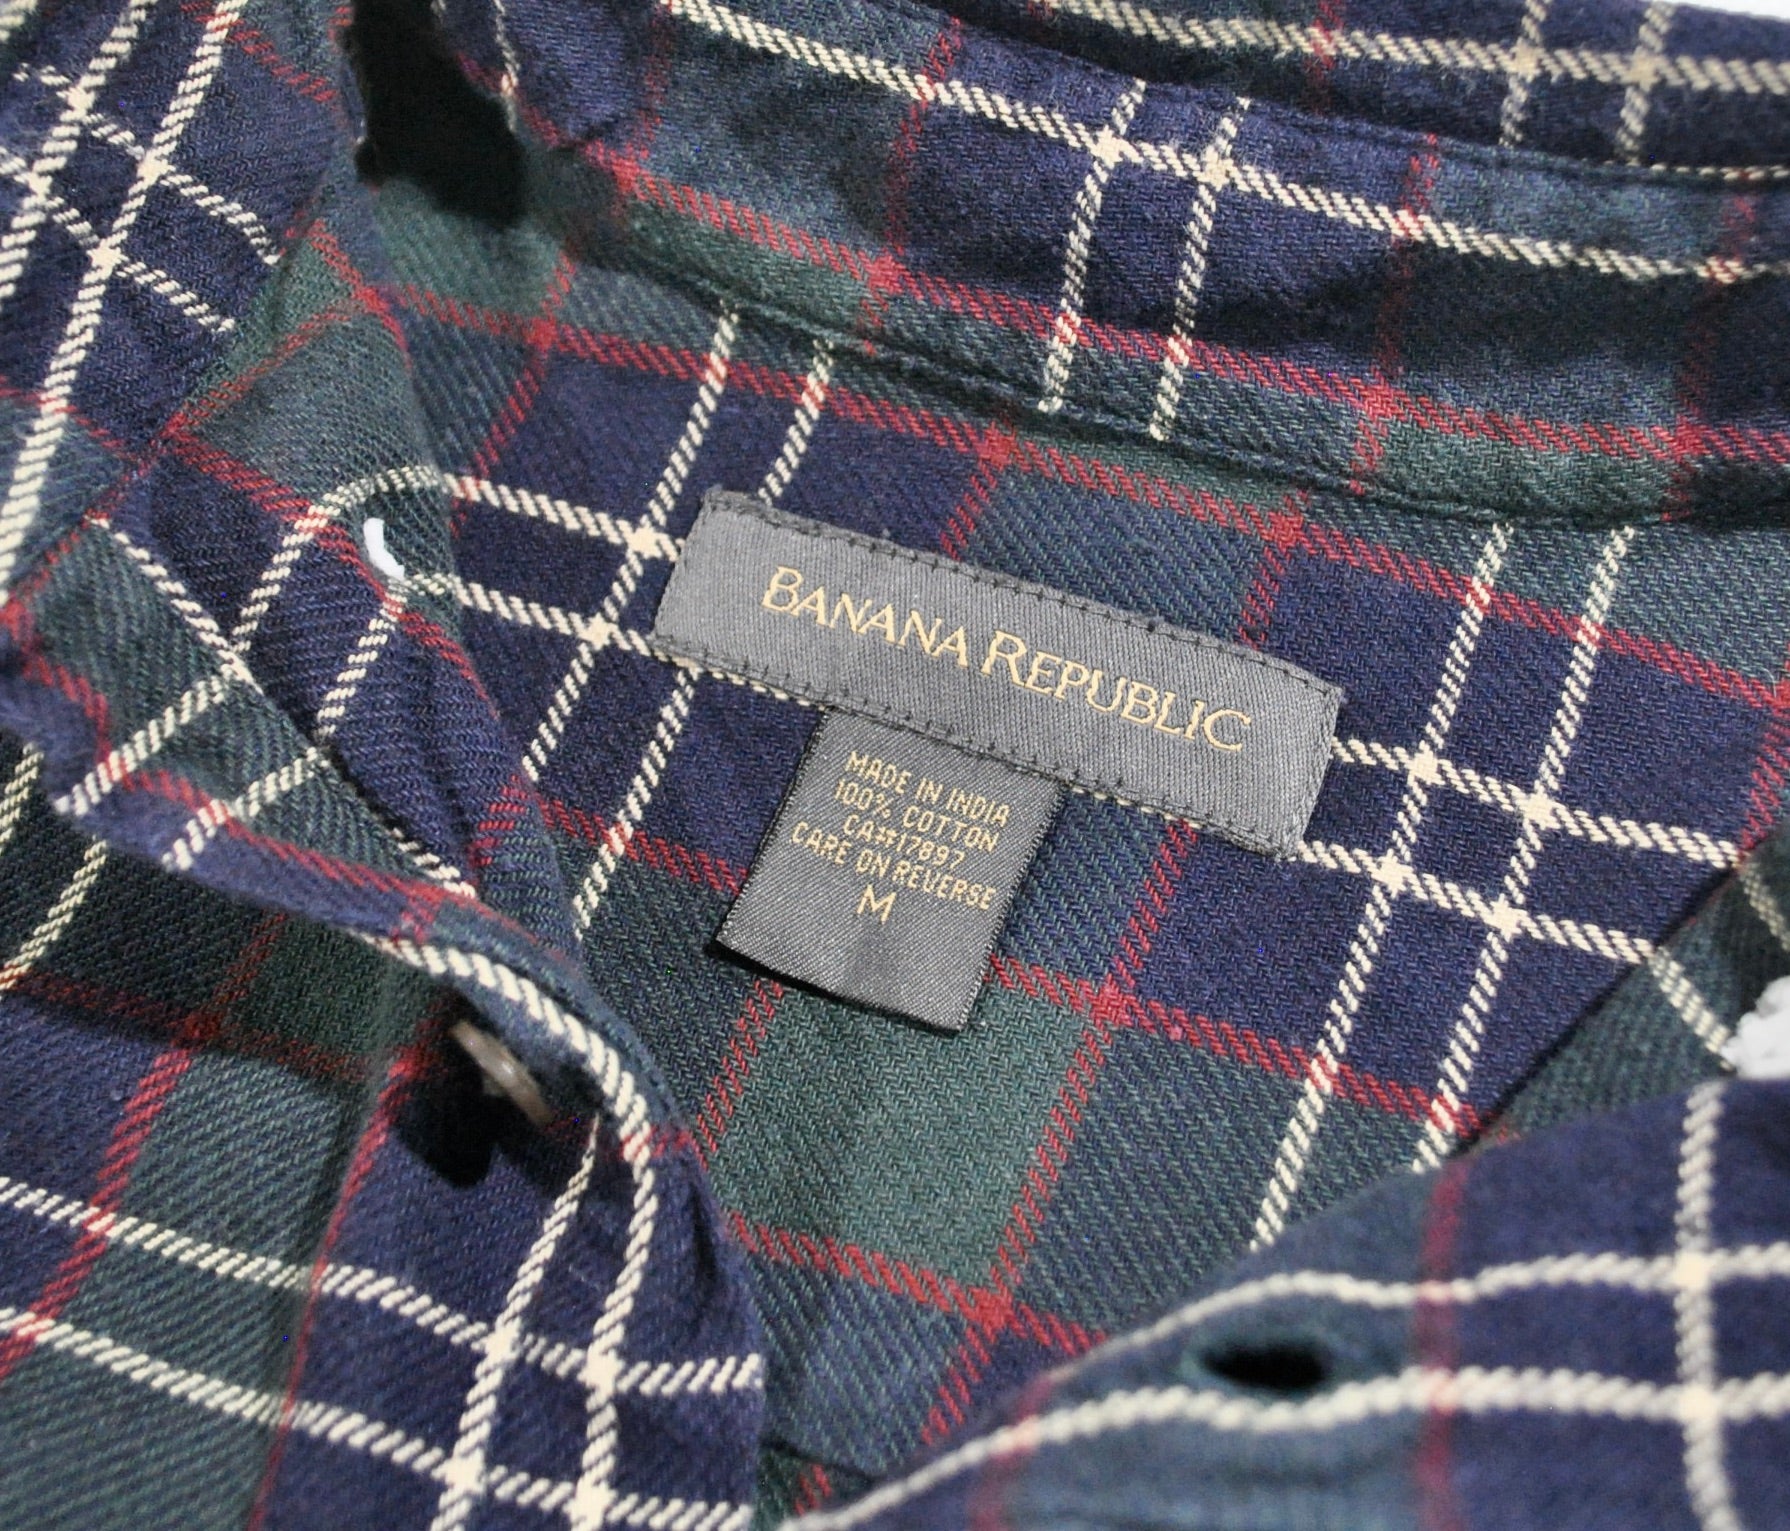 BANANA REPUBLIC
MADE IN INDIA
100% COTTON
CA#17897
CARE ON REVERSE
M